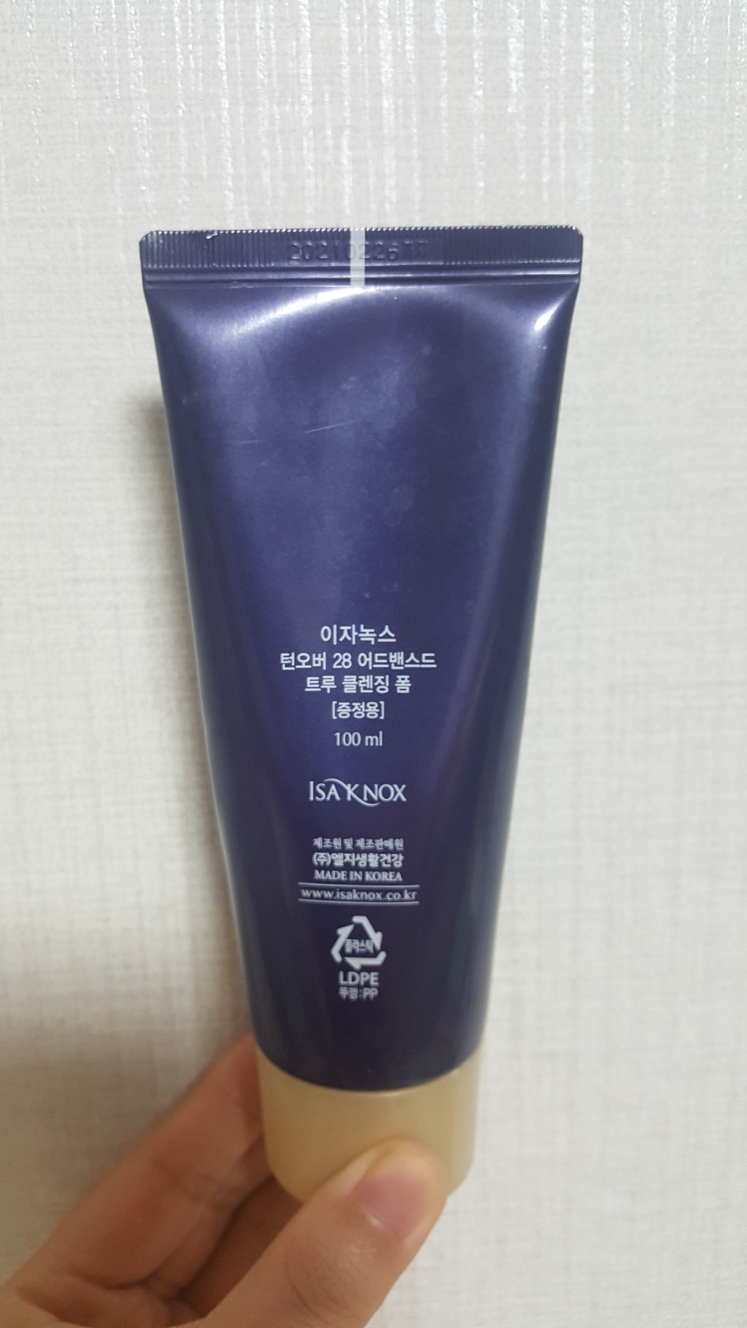 20210226
이자녹스
턴오버 28 어드밴스드
트루 클렌징 폼
[증정용]
100 ml
ISA KNOX
제조원 및 제조판매원
(주)엘지생활건강
MADE IN KOREA
www.isaknox.co.kr
플라스틱
LDPE
뚜껑:PP